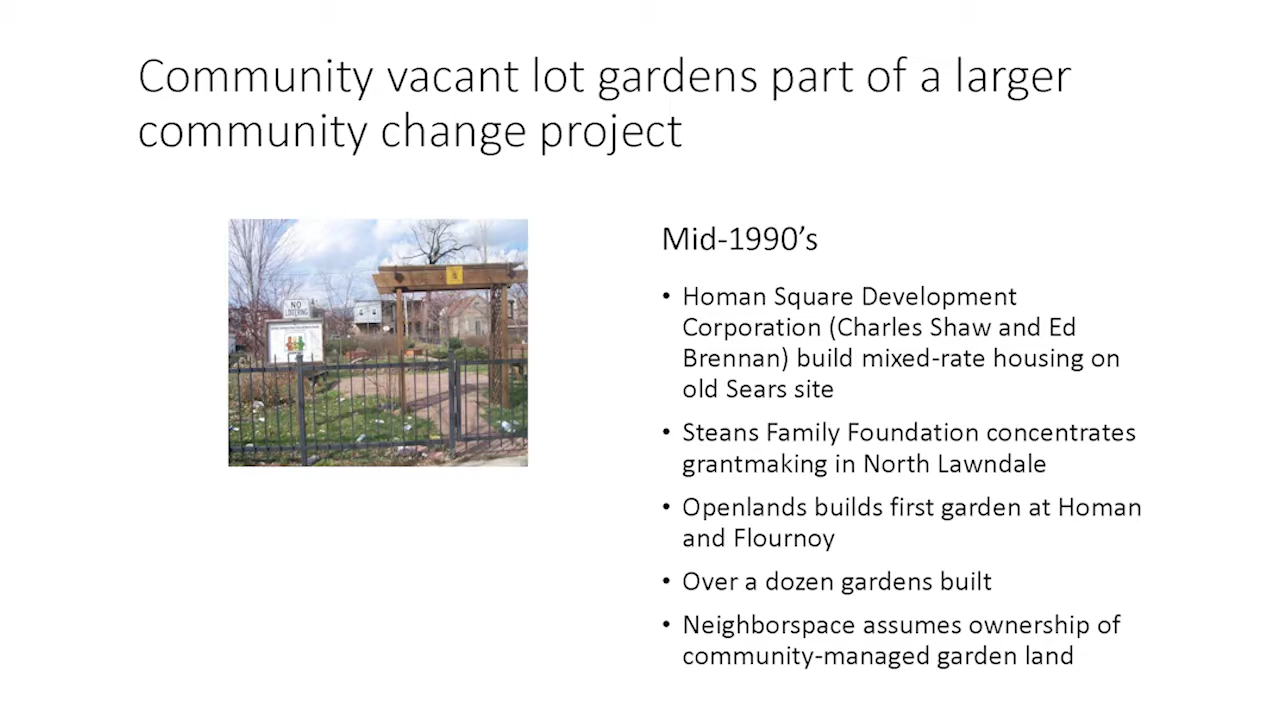 Community vacant lot gardens part of a larger
community change project
Mid-1990’s
• Homan Square Development
Corporation (Charles Shaw and Ed
Brennan) build mixed-rate housing on
old Sears site
• Steans Family Foundation concentrates
grantmaking in North Lawndale
• Openlands builds first garden at Homan
and Flournoy
• Over a dozen gardens built
• Neighborspace assumes ownership of
community-managed garden land
NO
LOITERING